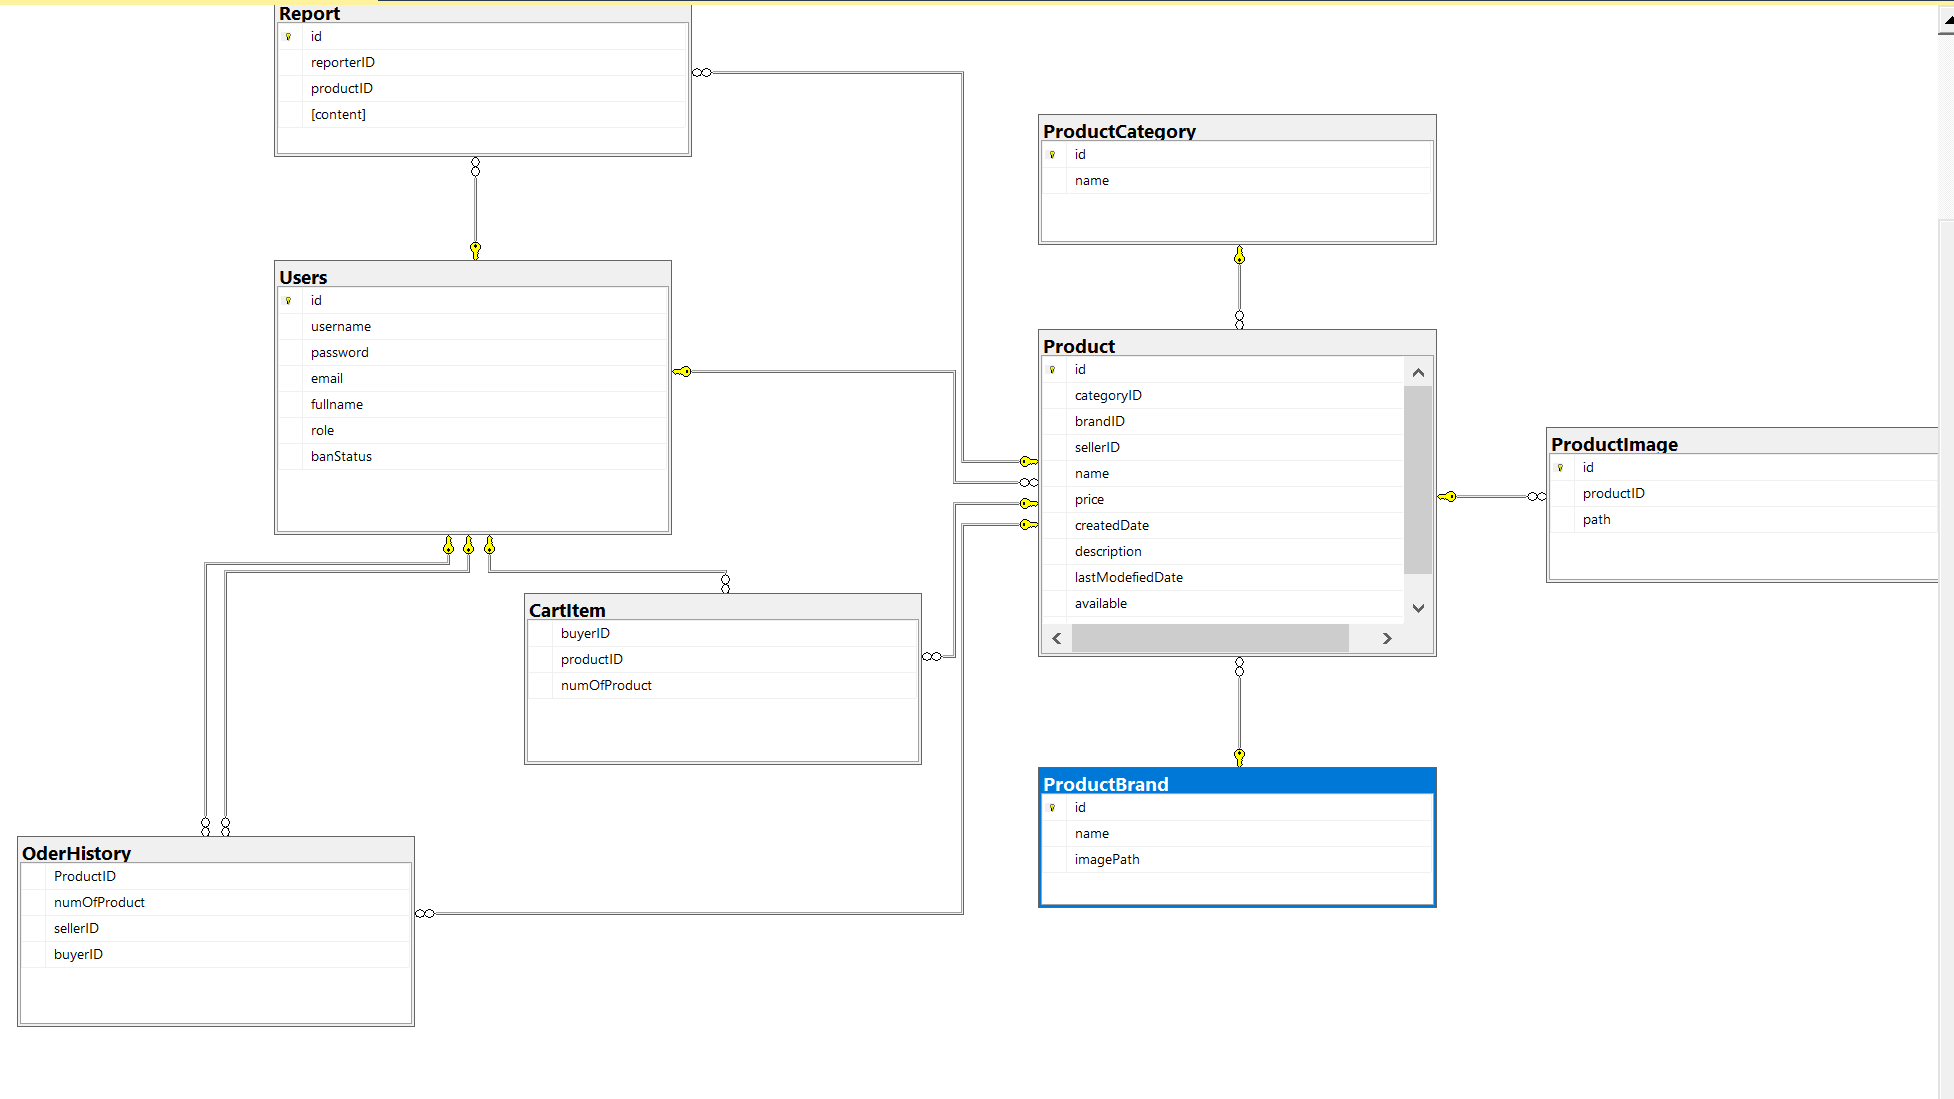 Report
id
reporterID
productID
[content]
Users
id
username
password
email
fullname
role
banStatus
CartItem
buyerID
productID
numOfProduct
OderHistory
ProductID
numOfProduct
sellerID
buyerID
ProductCategory
id
name
Product
id
categoryID
brandID
sellerID
name
price
createdDate
description
lastModefiedDate
available
ProductBrand
id
name
imagePath
ProductImage
id
productID
path